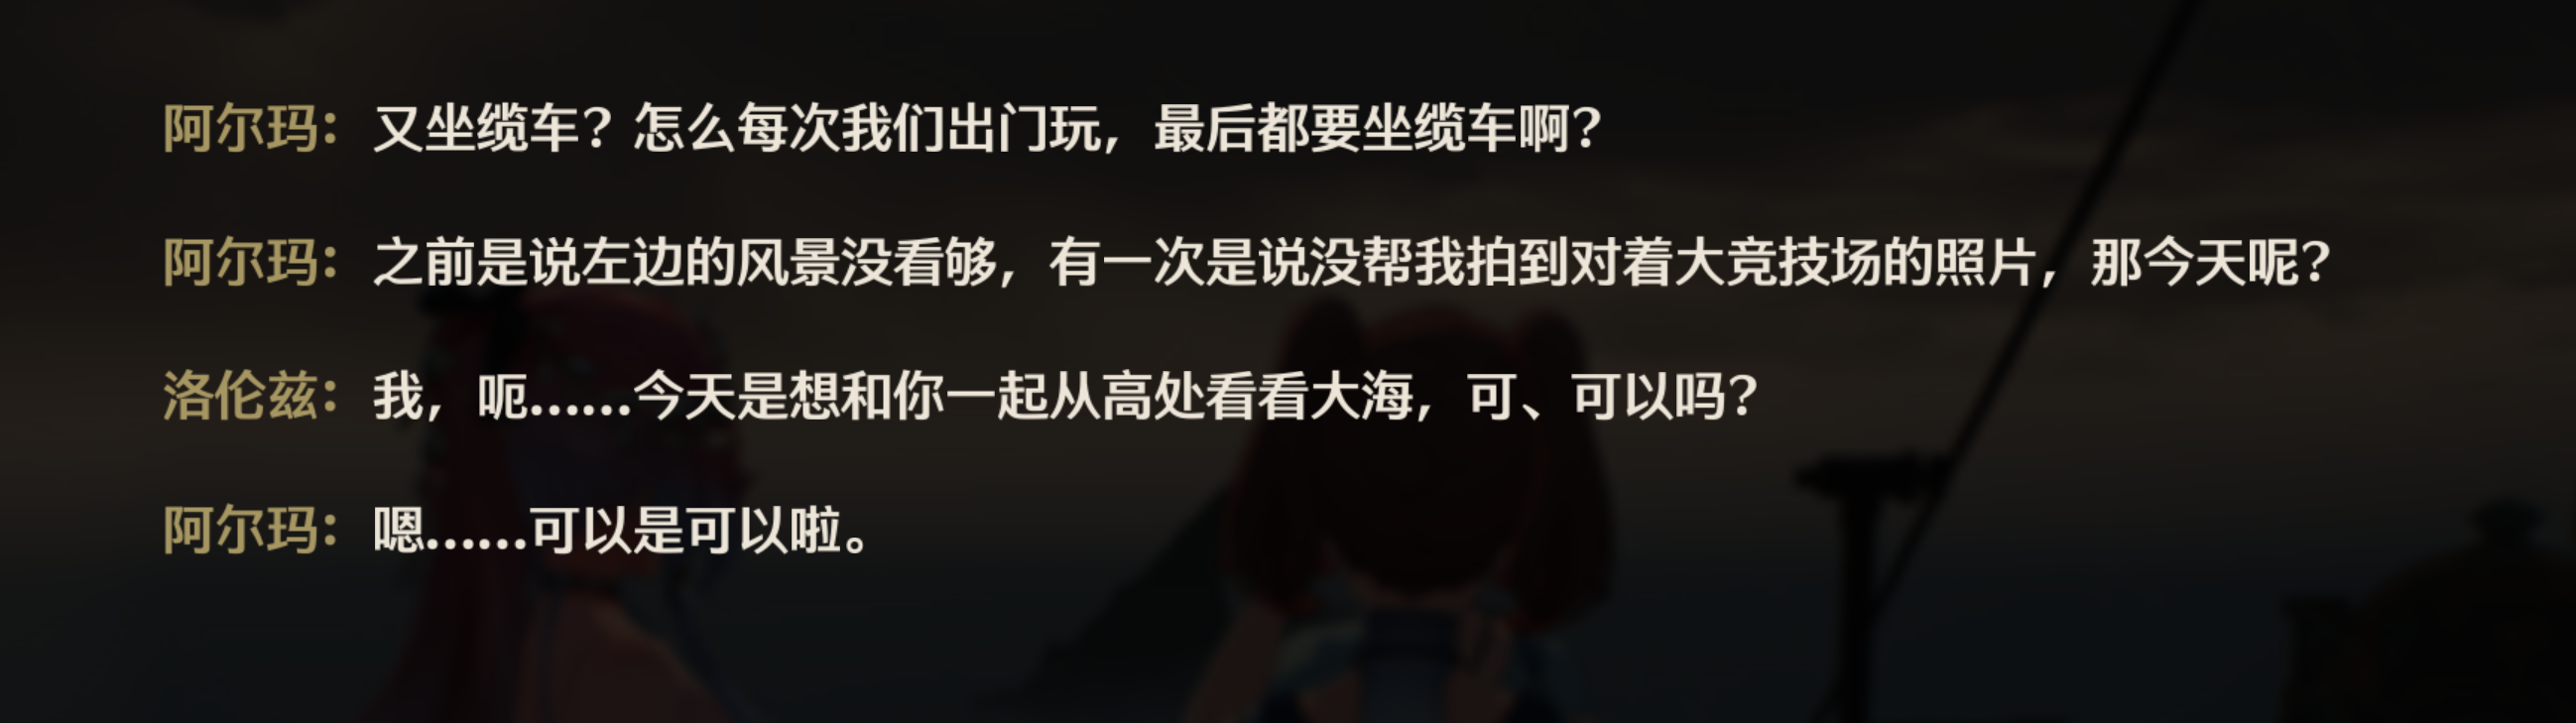 阿尔玛：又坐缆车？怎么每次我们出门玩，最后都要坐缆车啊？
阿尔玛：之前是说左边的风景没看够，有一次是说没帮我拍到对着大竞技场的照片，那今天呢？
洛伦兹：我，呃……今天是想和你一起从高处看看大海，可、可以吗？
阿尔玛：嗯……可以是可以啦。